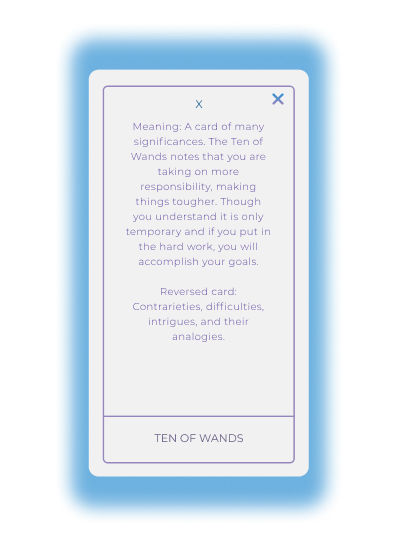 X
Meaning: A card of many
significances. The Ten of
Wands notes that you are
taking on more
responsibility, making
things tougher. Though
you understand it is only
temporary and if you put in
the hard work, you will
accomplish your goals.
Reversed card:
Contrarieties, difficulties,
intrigues, and their
analogies.
TEN OF WANDS